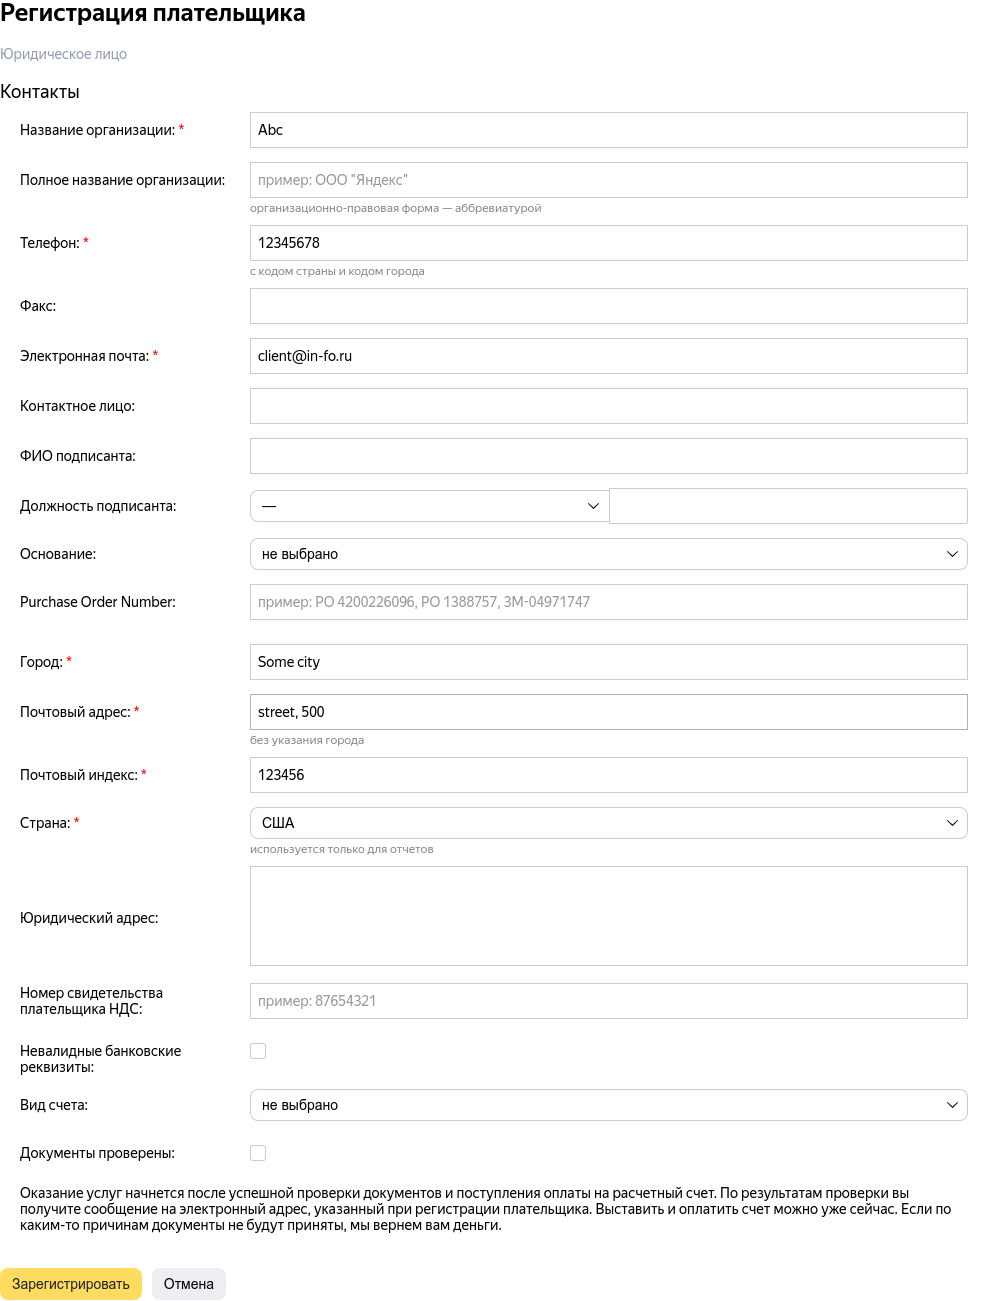 Регистрация плательщика
Юридическое лицо
Контакты
Название организации: *
Abc
Полное название организации:
пример: ООО "Яндекс"
организационно-правовая форма — аббревиатурой
Телефон: *
12345678
с кодом страны и кодом города
Факс:
Электронная почта: *
client@in-fo.ru
Контактное лицо:
ФИО подписанта:
Должность подписанта:
—
Основание:
не выбрано
Purchase Order Number:
пример: PO 4200226096, PO 1388757, 3M-04971747
Город: *
Some city
Почтовый адрес: *
street, 500
без указания города
Почтовый индекс: *
123456
Страна: *
США
используется только для отчетов
Юридический адрес:
Номер свидетельства
плательщика НДС:
пример: 87654321
Невалидные банковские
реквизиты:
Вид счета:
не выбрано
Документы проверены:
Оказание услуг начнется после успешной проверки документов и поступления оплаты на расчетный счет. По результатам проверки вы
получите сообщение на электронный адрес, указанный при регистрации плательщика. Выставить и оплатить счет можно уже сейчас. Если по
каким-то причинам документы не будут приняты, мы вернем вам деньги.
Зарегистрировать
Отмена